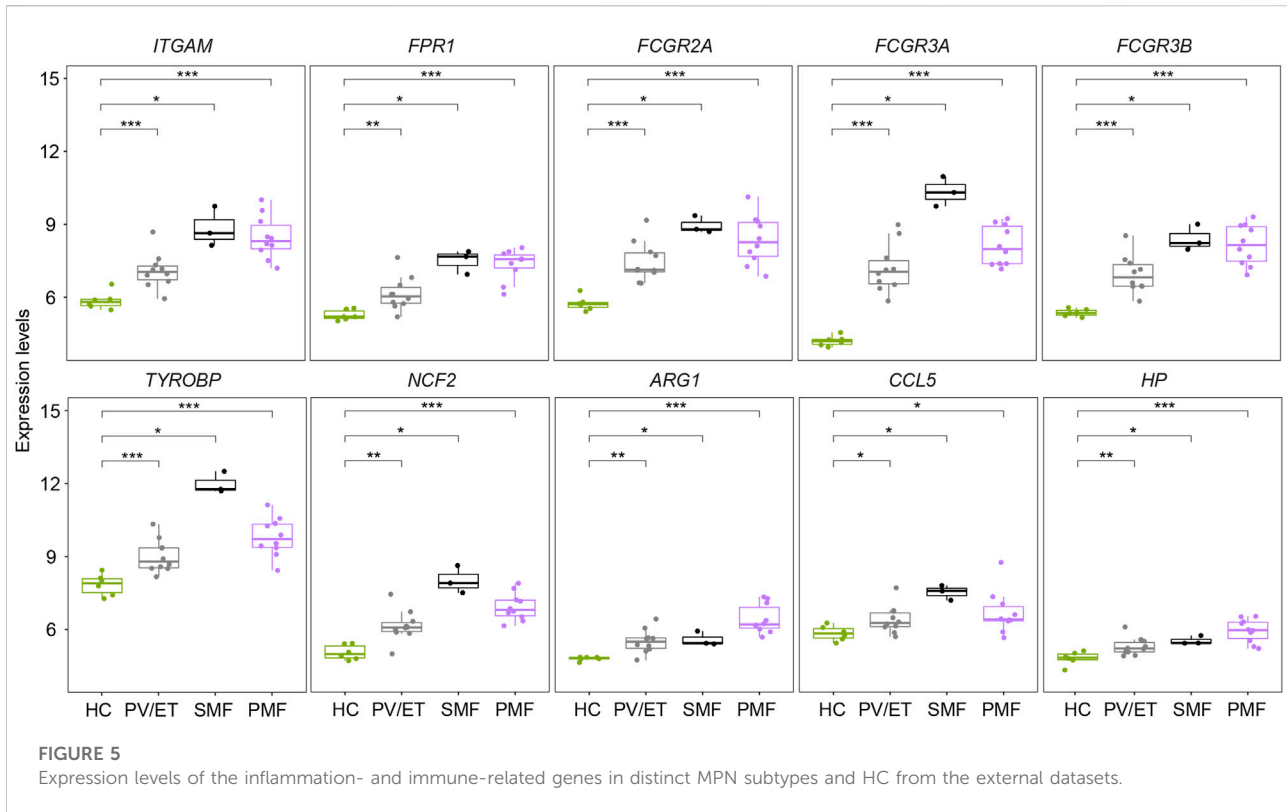 ITGAM FPR1 FCGR2A FCGR3A FCGR3B
15 *** *** *** *** ***
* * * * *
*** ** *** *** ***
12
9
6
Expression levels
TYROBP NCF2 ARG1 CCL5 HP
15 *** *** *** * ***
* * * * *
*** ** ** * **
12
9
6
HC PV/ET SMF PMF HC PV/ET SMF PMF HC PV/ET SMF PMF HC PV/ET SMF PMF HC PV/ET SMF PMF
FIGURE 5
Expression levels of the inflammation- and immune-related genes in distinct MPN subtypes and HC from the external datasets.